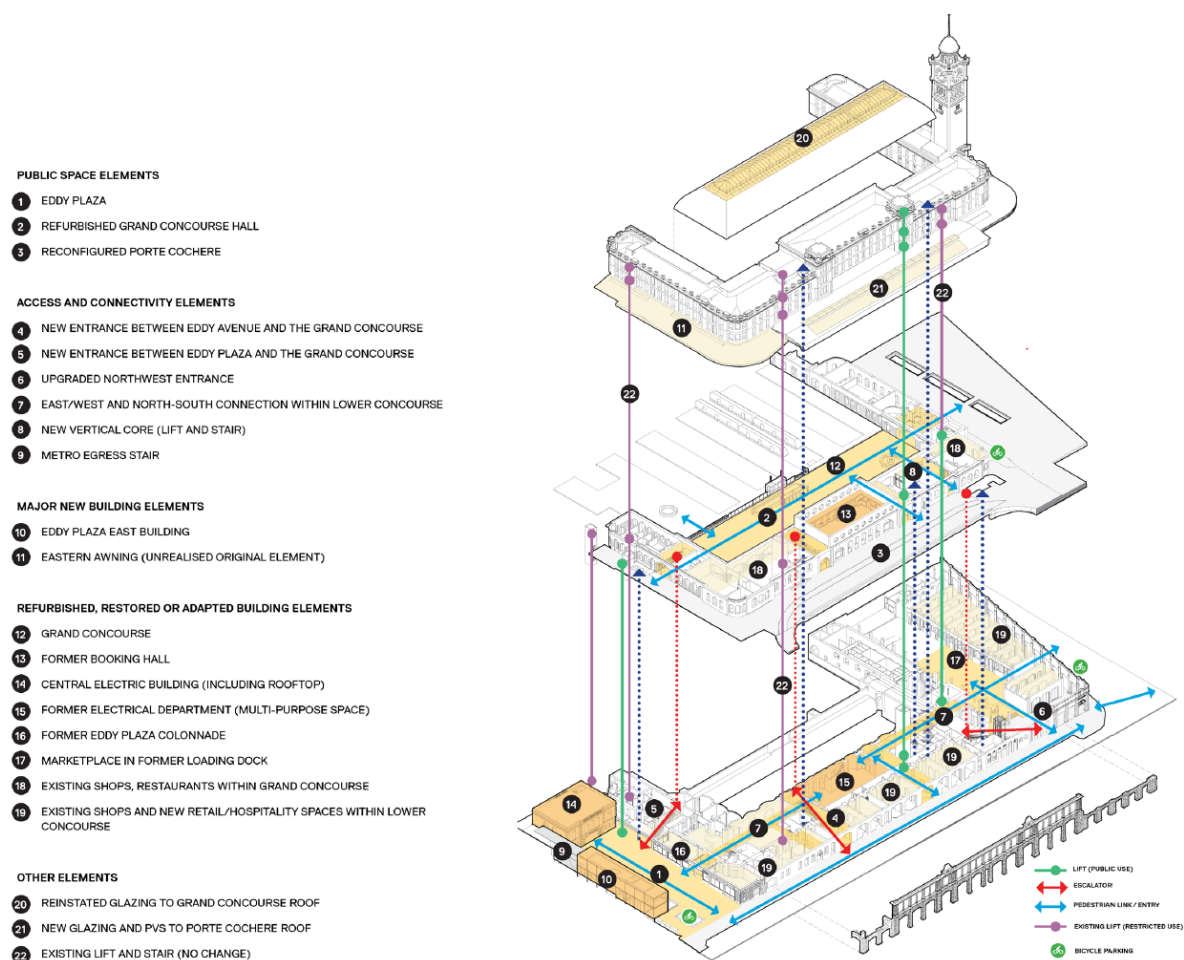 PUBLIC SPACE ELEMENTS
1 EDDY PLAZA
2 REFURBISHED GRAND CONCOURSE HALL
3 RECONFIGURED PORTE COCHERE
ACCESS AND CONNECTIVITY ELEMENTS
4 NEW ENTRANCE BETWEEN EDDY AVENUE AND THE GRAND CONCOURSE
5 NEW ENTRANCE BETWEEN EDDY PLAZA AND THE GRAND CONCOURSE
6 UPGRADED NORTHWEST ENTRANCE
7 EAST/WEST AND NORTH-SOUTH CONNECTION WITHIN LOWER CONCOURSE
8 NEW VERTICAL CORE (LIFT AND STAIR)
9 METRO EGRESS STAIR
MAJOR NEW BUILDING ELEMENTS
10 EDDY PLAZA EAST BUILDING
11 EASTERN AWNING (UNREALISED ORIGINAL ELEMENT)
REFURBISHED, RESTORED OR ADAPTED BUILDING ELEMENTS
12 GRAND CONCOURSE
13 FORMER BOOKING HALL
14 CENTRAL ELECTRIC BUILDING (INCLUDING ROOFTOP)
15 FORMER ELECTRICAL DEPARTMENT (MULTI-PURPOSE SPACE)
16 FORMER EDDY PLAZA COLONNADE
17 MARKETPLACE IN FORMER LOADING DOCK
18 EXISTING SHOPS, RESTAURANTS WITHIN GRAND CONCOURSE
19 EXISTING SHOPS AND NEW RETAIL/HOSPITALITY SPACES WITHIN LOWER
CONCOURSE
OTHER ELEMENTS
20 REINSTATED GLAZING TO GRAND CONCOURSE ROOF
21 NEW GLAZING AND PVS TO PORTE COCHERE ROOF
22 EXISTING LIFT AND STAIR (NO CHANGE)
20
21
22
11
22
12
18
8
13
2
3
18
19
17
22
6
7
19
15
19
14
5
4
7
16
19
9
1
10
LIFT (PUBLIC USE)
ESCALATOR
PEDESTRIAN LINK / ENTRY
EXISTING LIFT (RESTRICTED USE)
BICYCLE PARKING